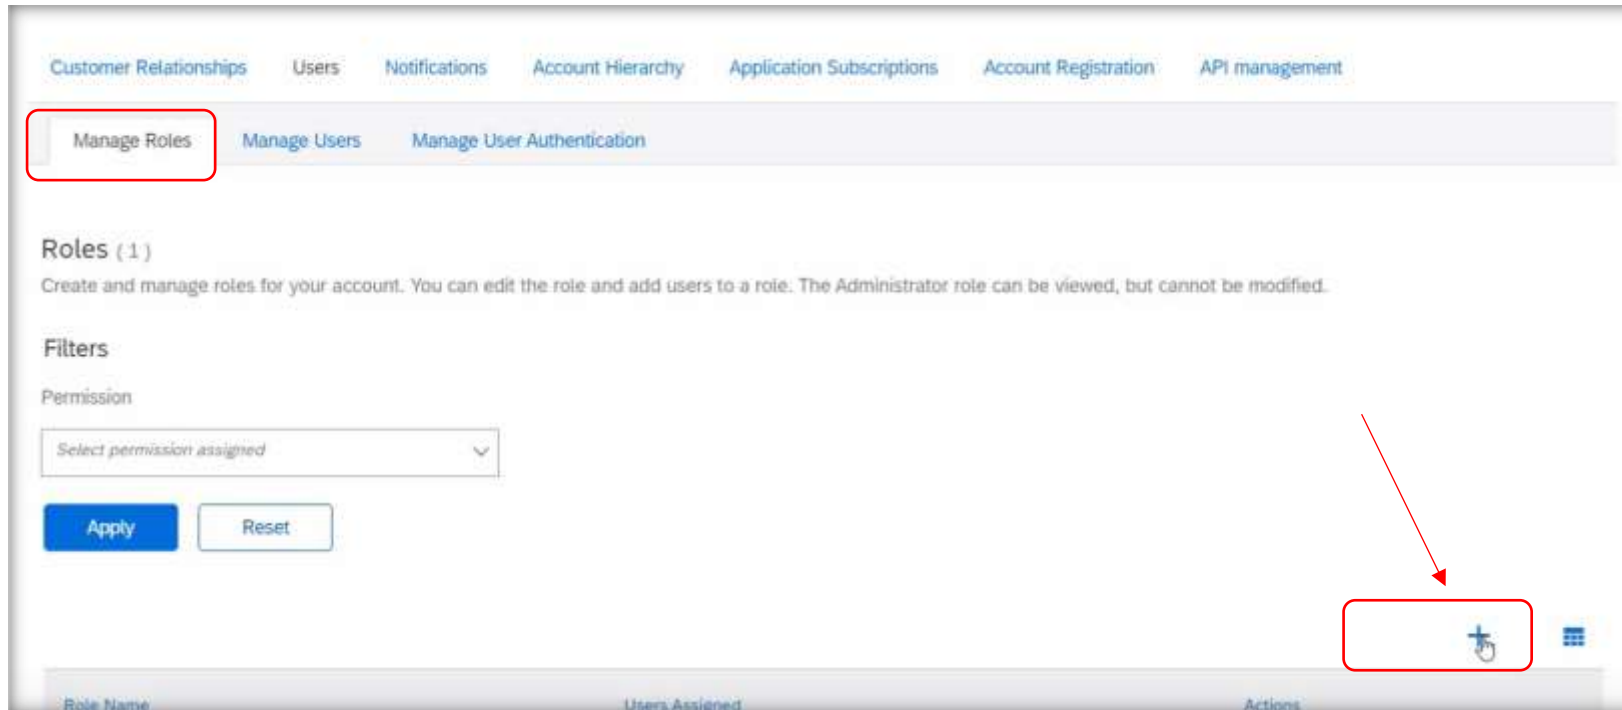 Customer Relationships Users Notifications Account Hierarchy Application Subscriptions Account Registration API management
Manage Roles Manage Users Manage User Authentication
Roles (1)
Create and manage roles for your account. You can edit the role and add users to a role. The Administrator role can be viewed, but cannot be modified.
Filters
Permission
Select permission assigned
Apply Reset
Role Name Users Assigned Actions